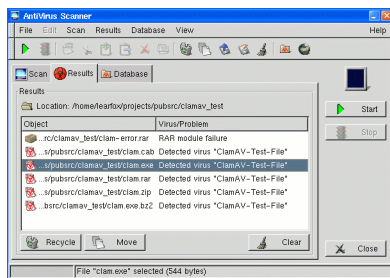 AntiVirus Scanner
File Edit Scan Results Database View Help
Scan Results Database
Results
Location: /home/learfox/projects/pubsrc/clamav_test
Object Virus/Problem
...rc/clamav_test/clam-error.rar RAR module failure
...s/pubsrc/clamav_test/clam.cab Detected virus "ClamAV-Test-File"
...s/pubsrc/clamav_test/clam.exe Detected virus "ClamAV-Test-File"
...s/pubsrc/clamav_test/clam.rar Detected virus "ClamAV-Test-File"
...s/pubsrc/clamav_test/clam.zip Detected virus "ClamAV-Test-File"
...bsrc/clamav_test/clam.exe.bz2 Detected virus "ClamAV-Test-File"
Recycle Move Clear
Start
Stop
Close
File "clam.exe" selected (544 bytes)